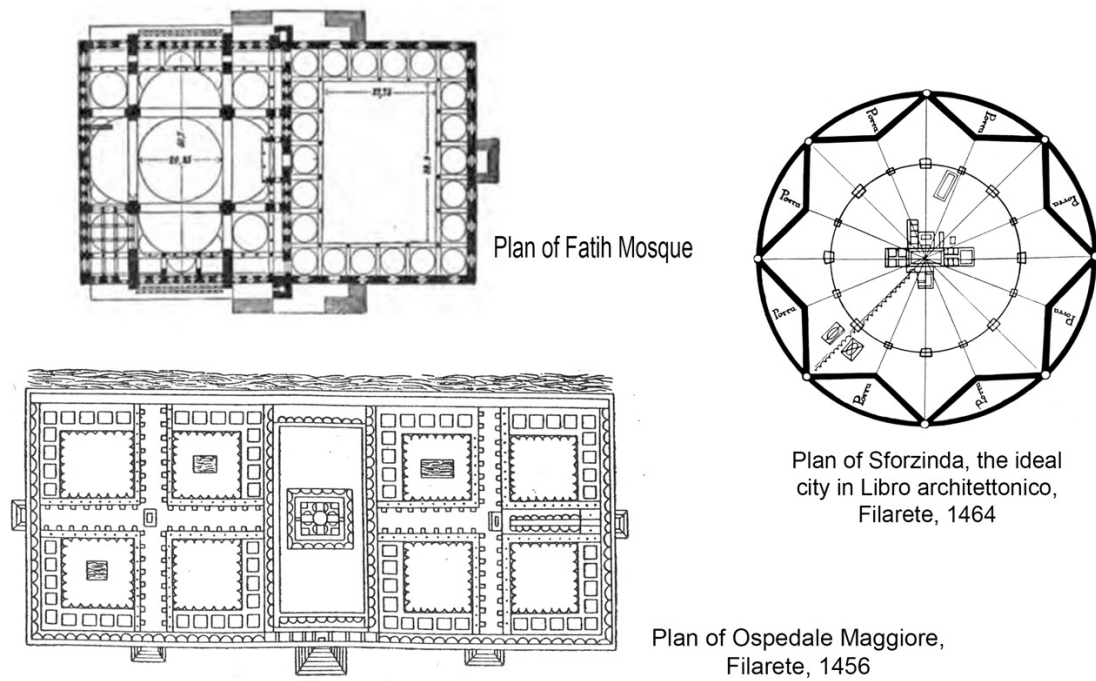 Plan of Fatih Mosque
Porta
Porta
Porta
Porta
Porta
Porta
Porta
Porta
Plan of Sforzinda, the ideal
city in Libro architettonico,
Filarete, 1464
Plan of Ospedale Maggiore,
Filarete, 1456